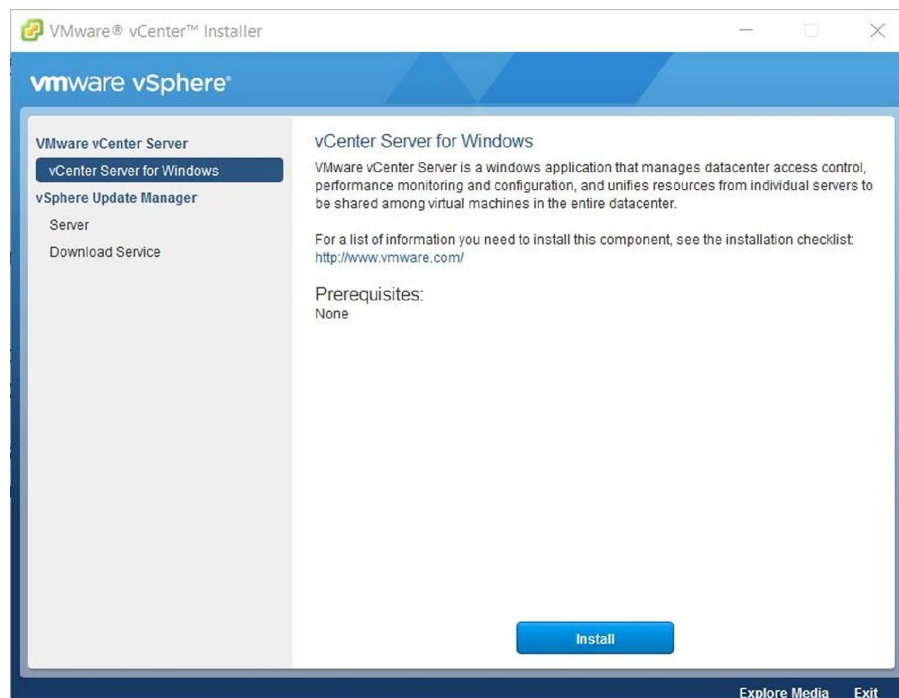 VMware® vCenter™ Installer
vmware vSphere®
VMware vCenter Server
vCenter Server for Windows
vSphere Update Manager
Server
Download Service
vCenter Server for Windows
VMware vCenter Server is a windows application that manages datacenter access control,
performance monitoring and configuration, and unifies resources from individual servers to
be shared among virtual machines in the entire datacenter.
For a list of information you need to install this component, see the installation checklist:
http://www.vmware.com/
Prerequisites:
None
Install
Explore Media Exit